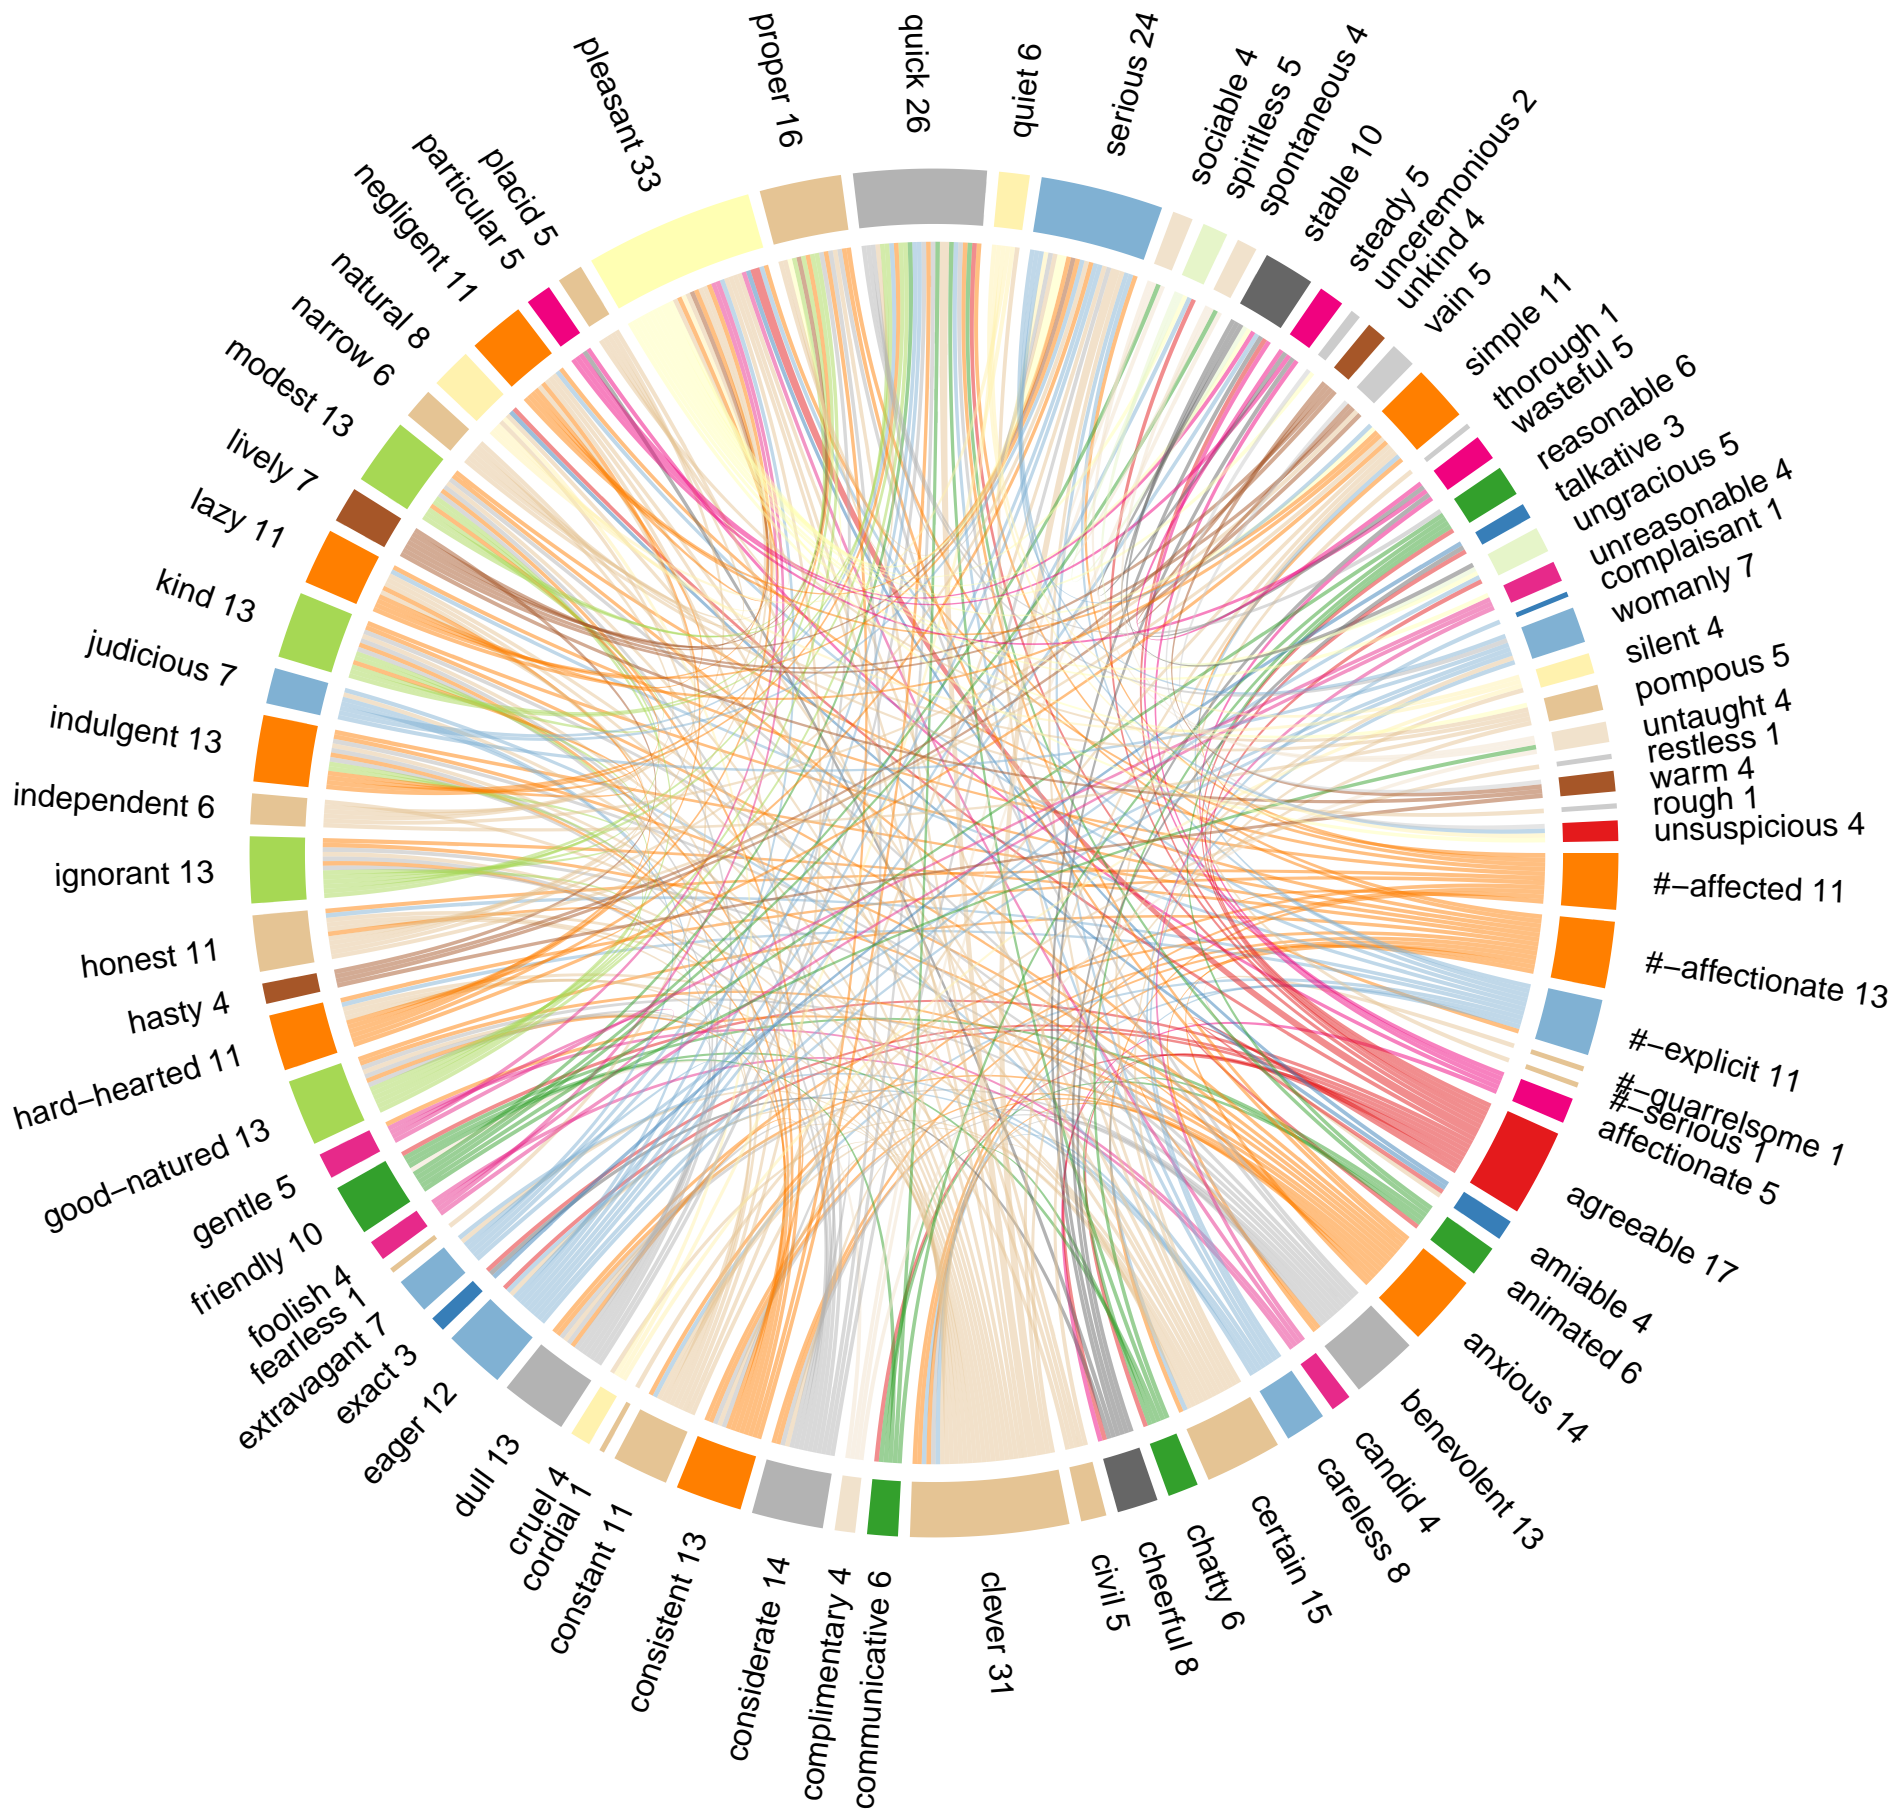 pleasant 33
proper 16
quick 26
quiet 6
serious 24
sociable 4
spiritless 5
spontaneous 4
stable 10
steady 5
unceremonious 2
unkind 4
vain 5
simple 11
thorough 1
wasteful 5
reasonable 6
talkative 3
ungracious 5
unreasonable 4
complaisant 1
womanly 7
silent 4
pompous 5
untaught 4
restless 1
warm 4
rough 1
unsuspicious 4
#−affected 11
#−affectionate 13
#−explicit 11
#−quarrelsome 1
#−serious 1
affectionate 5
agreeable 17
amiable 4
animated 6
anxious 14
benevolent 13
candid 4
careless 8
certain 15
chatty 6
cheerful 8
civil 5
clever 31
communicative 6
complimentary 4
considerate 14
consistent 13
constant 11
cordial 1
cruel 4
dull 13
eager 12
exact 3
extravagant 7
fearless 1
foolish 4
friendly 10
gentle 5
good−natured 13
hard−hearted 11
hasty 4
honest 11
ignorant 13
independent 6
indulgent 13
judicious 7
kind 13
lazy 11
lively 7
modest 13
narrow 6
natural 8
negligent 11
particular 5
placid 5